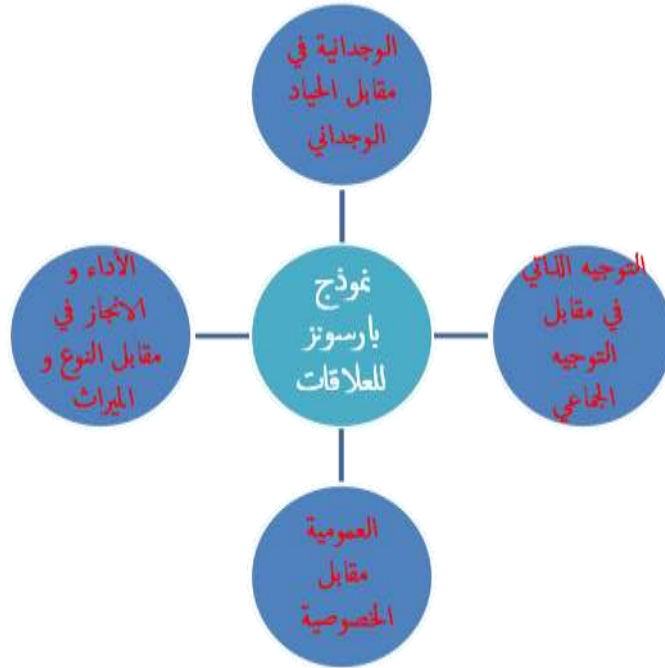 الوجدانية في
مقابل الحياد
الوجداني
التوجيه الذاتي
في مقابل
التوجيه
الجماعي
نموذج
بارسونز
للعلاقات
الأداء و
الانجاز في
مقابل النوع و
الميراث
العمومية
مقابل
الخصوصية